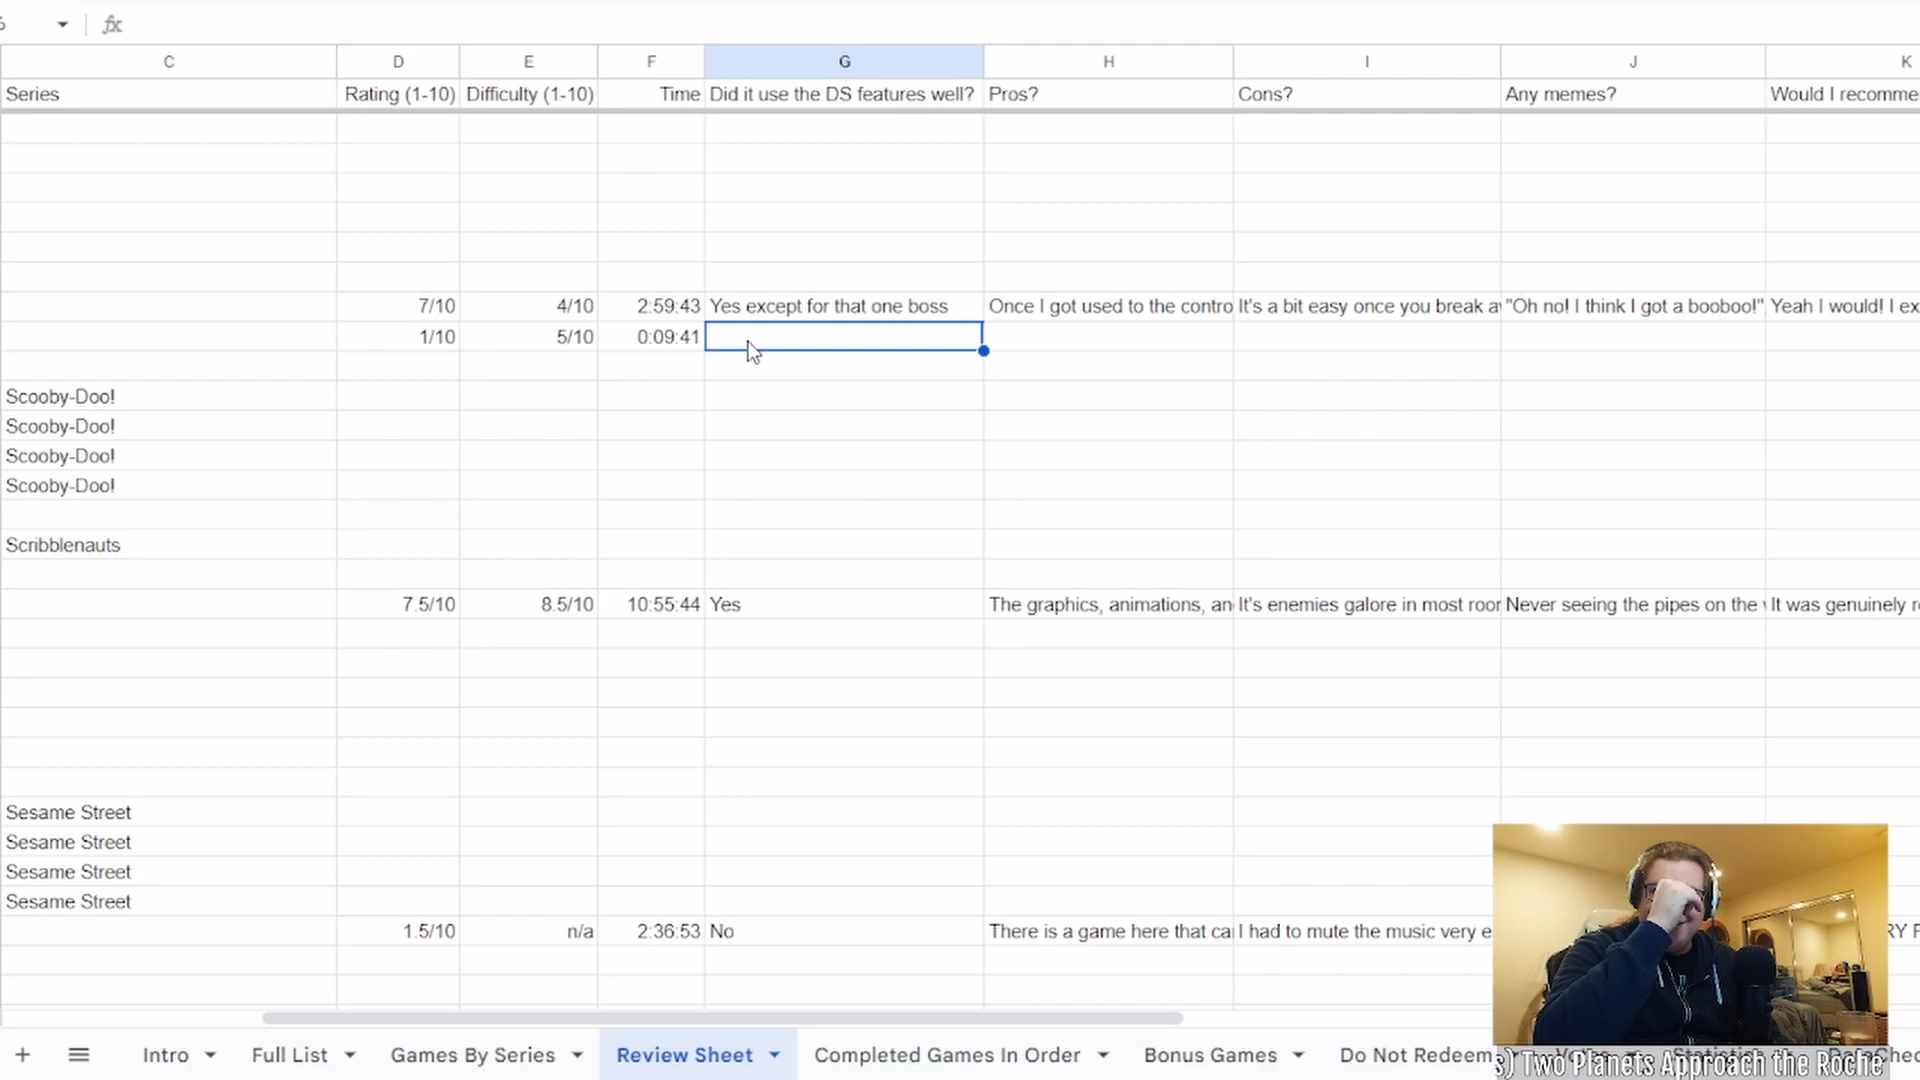 fx
C D E F G H I J K
Series Rating (1-10) Difficulty (1-10) Time Did it use the DS features well? Pros? Cons? Any memes? Would I recomme
7/10 4/10 2:59:43 Yes except for that one boss Once I got used to the contro It's a bit easy once you break a "Oh no! I think I got a booboo!" Yeah I would! I ex
1/10 5/10 0:09:41
Scooby-Doo!
Scooby-Doo!
Scooby-Doo!
Scooby-Doo!
Scribblenauts
7.5/10 8.5/10 10:55:44 Yes The graphics, animations, an It's enemies galore in most roor Never seeing the pipes on the It was genuinely r
Sesame Street
Sesame Street
Sesame Street
Sesame Street
1.5/10 n/a 2:36:53 No There is a game here that ca I had to mute the music very e RY F
+ Intro Full List Games By Series Review Sheet Completed Games In Order Bonus Games Do Not Redeem
s) Two Planets Approach the Roche